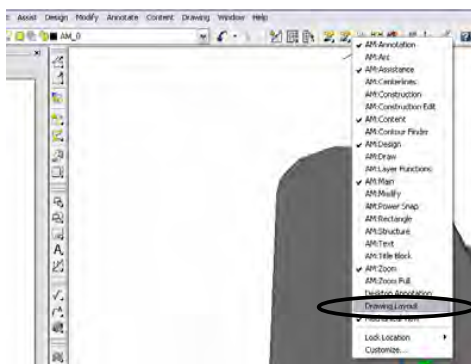 Assist Design Modify Annotate Content Drawing Window Help
AM_0
AM:Annotation
AM:Arc
AM:Assistance
AM:Centerlines
AM:Construction
AM:Construction Edit
AM:Content
AM:Contour Finder
AM:Design
AM:Draw
AM:Layer Functions
AM:Main
AM:Modify
AM:Power Snap
AM:Rectangle
AM:Structure
AM:Text
AM:Title Block
AM:Zoom
AM:Zoom Full
Desktop Annotation
Drawing Layout
Mechanical View
Lock Location
Customize...